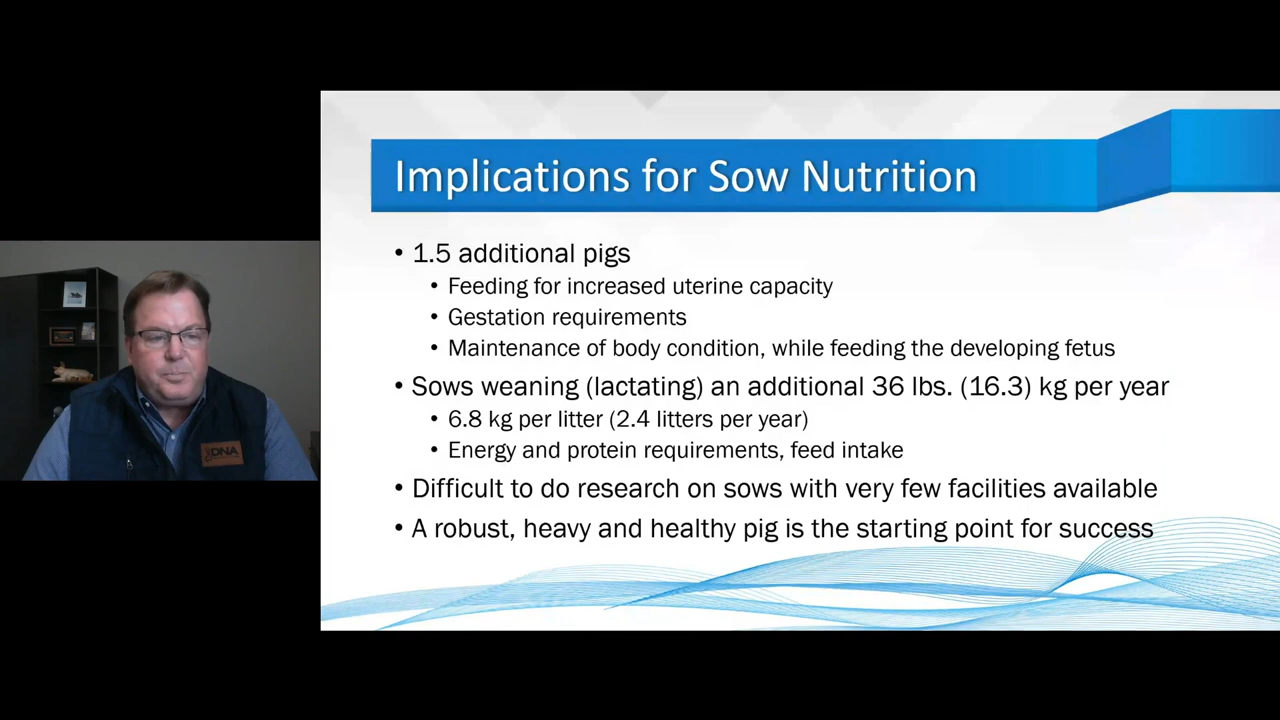 Implications for Sow Nutrition
• 1.5 additional pigs
• Feeding for increased uterine capacity
• Gestation requirements
• Maintenance of body condition, while feeding the developing fetus
• Sows weaning (lactating) an additional 36 lbs. (16.3) kg per year
• 6.8 kg per litter (2.4 litters per year)
• Energy and protein requirements, feed intake
• Difficult to do research on sows with very few facilities available
• A robust, heavy and healthy pig is the starting point for success
DNA